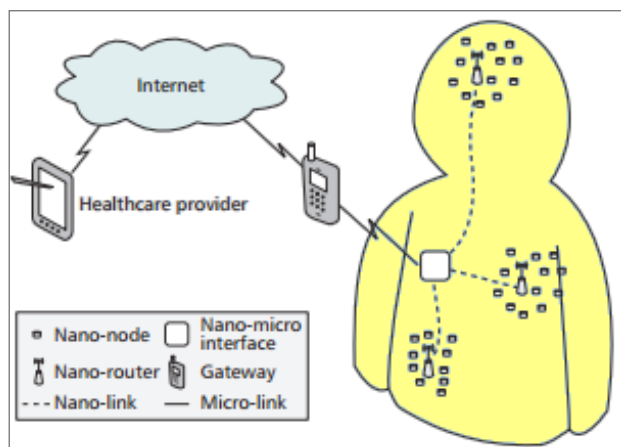 Internet
Healthcare provider
Nano-node
Nano-micro
interface
Nano-router
Gateway
Nano-link
Micro-link